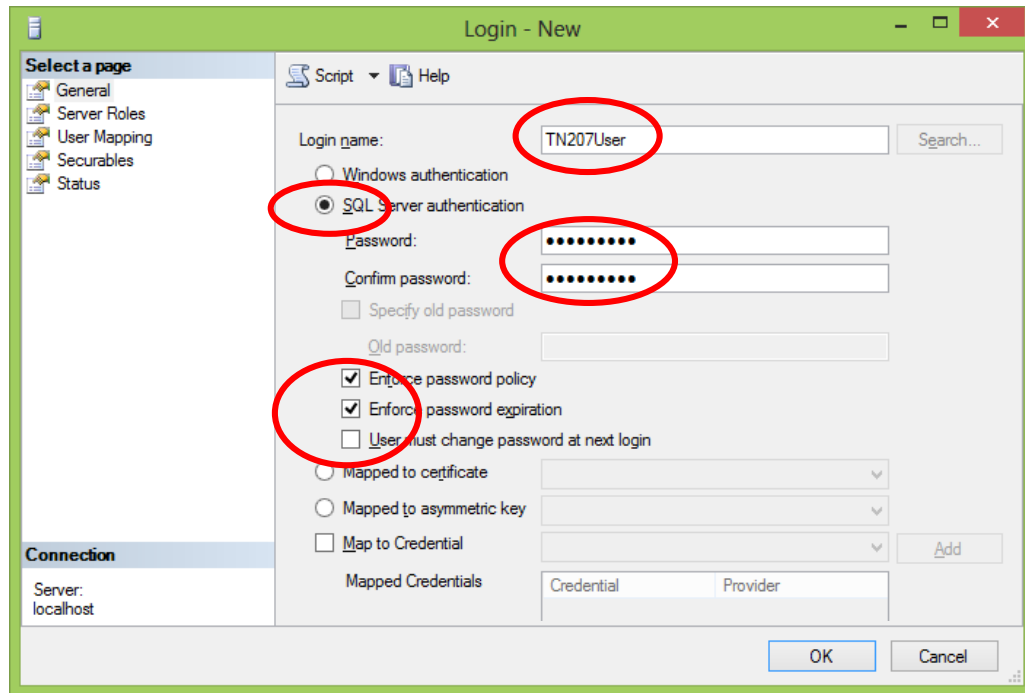 Login - New
Select a page
General
Server Roles
User Mapping
Securables
Status
Script Help
Login name: TN207User Search...
Windows authentication
SQL Server authentication
Password: •••••••••
Confirm password: •••••••••
Specify old password
Old password:
Enforce password policy
Enforce password expiration
User must change password at next login
Mapped to certificate
Mapped to asymmetric key
Map to Credential Add
Mapped Credentials Credential Provider
Connection
Server:
localhost
OK Cancel